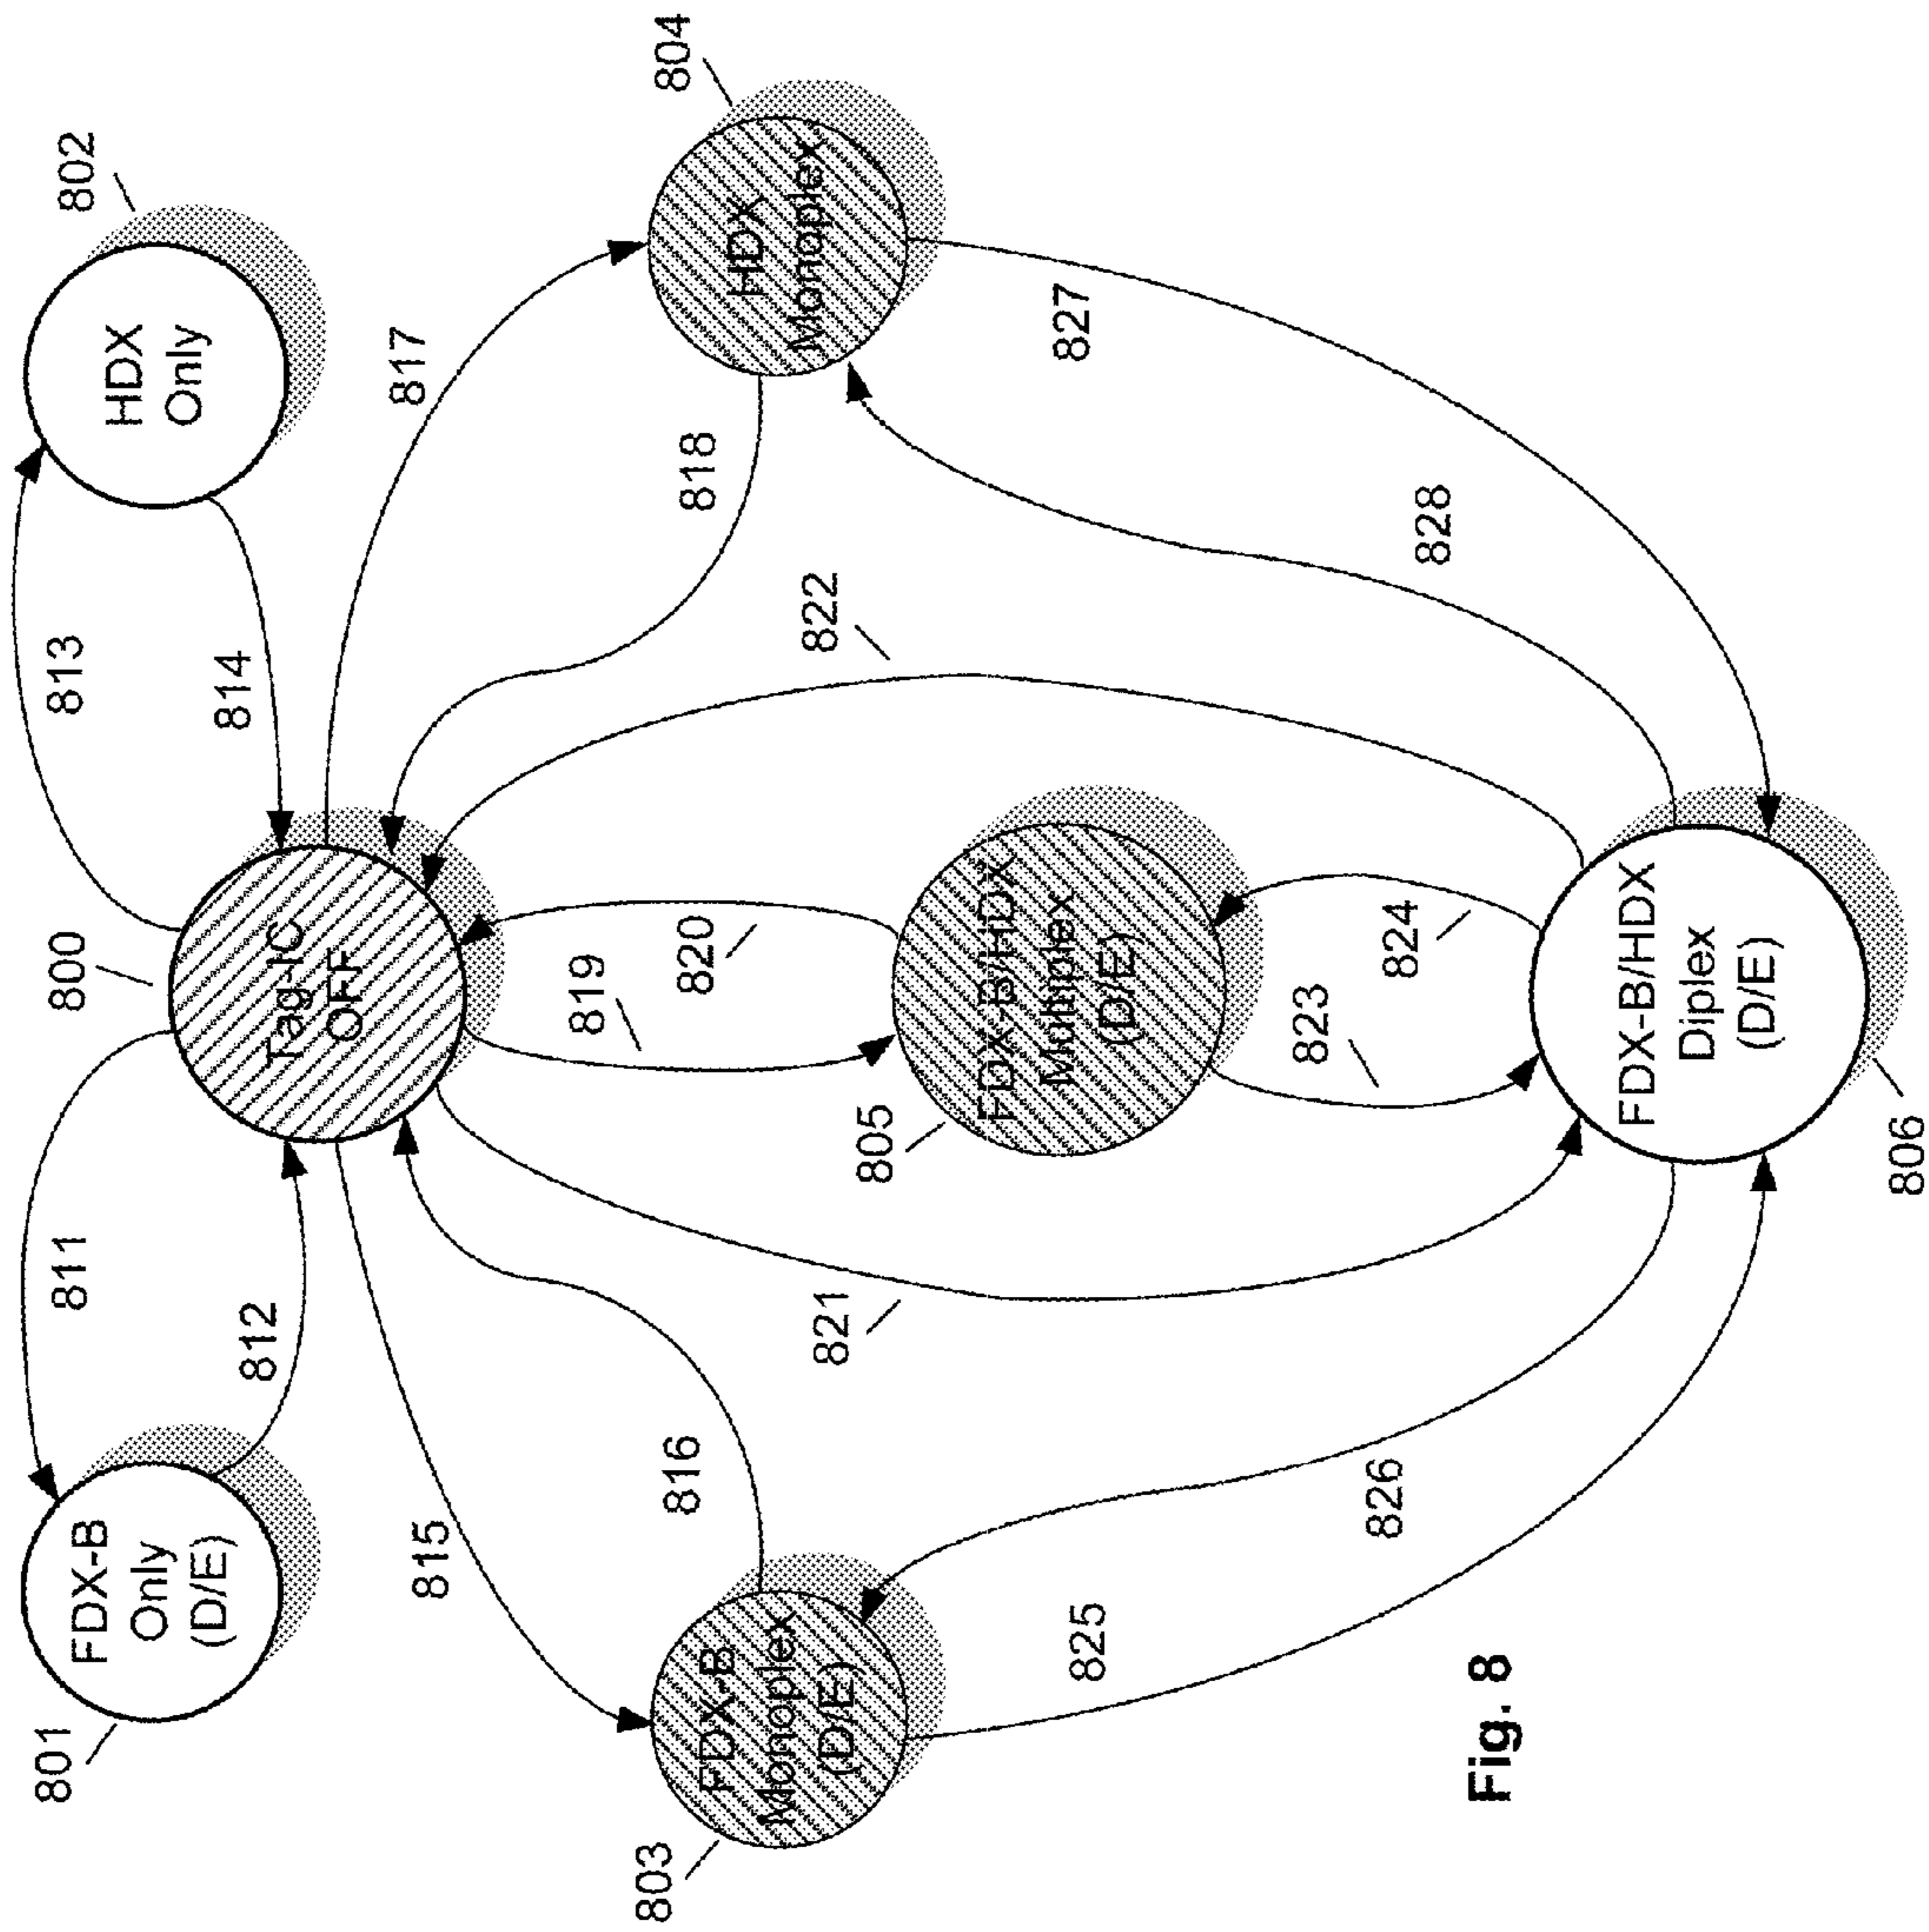 801
FDX-B
Only
(D/E)
811
812
800
Tag-IC
OFF
813
814
802
HDX
Only
803
FDX-B
Monoplex
(D/E)
815
816
817
818
804
HDX
Monoplex
819
820
821
822
805
FDX-B/HDX
Multiplex
(D/E)
823
824
825
826
827
828
806
FDX-B/HDX
Diplex
(D/E)
Fig. 8